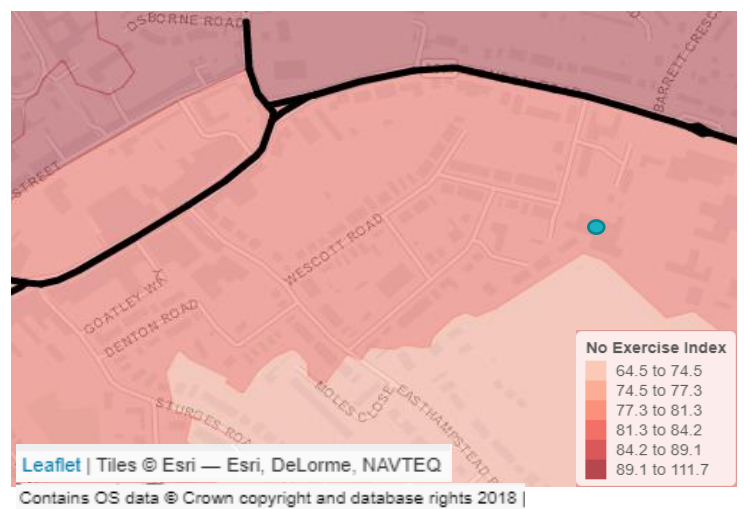 OSBORNE ROAD
BARRETT CRESC
STREET
WESCOTT ROAD
GOATLEY WAY
DENTON ROAD
STURGES ROA
MOLES CLOSE
EASTHAMPSTEAD R
No Exercise Index
64.5 to 74.5
74.5 to 77.3
77.3 to 81.3
81.3 to 84.2
84.2 to 89.1
89.1 to 111.7
Leaflet | Tiles © Esri — Esri, DeLorme, NAVTEQ
Contains OS data © Crown copyright and database rights 2018 |